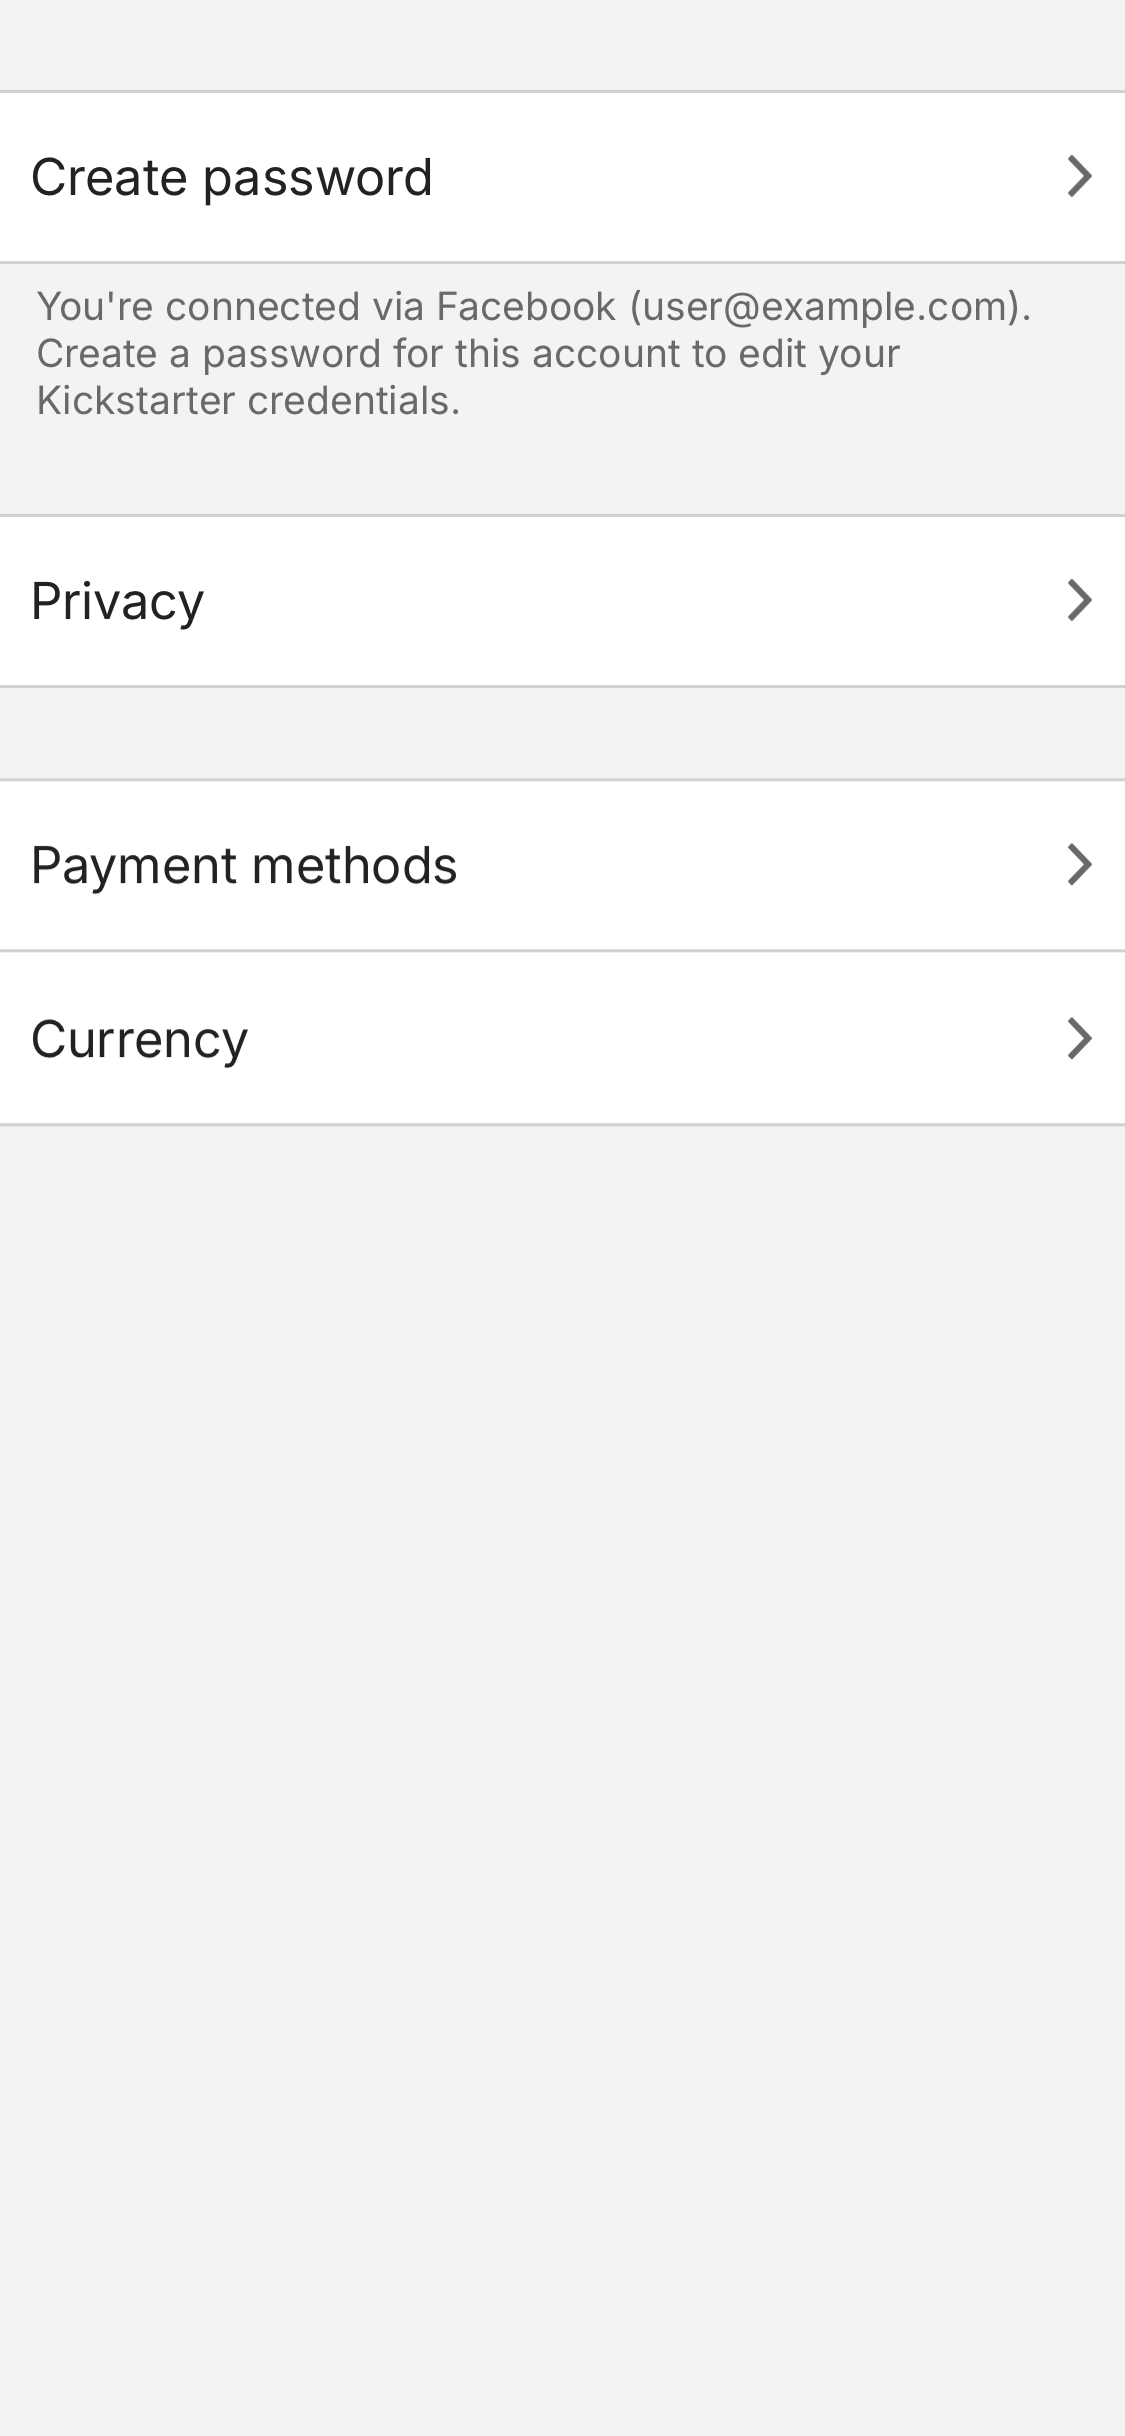 Create password
You're connected via Facebook (user@example.com).
Create a password for this account to edit your
Kickstarter credentials.
Privacy
Payment methods
Currency